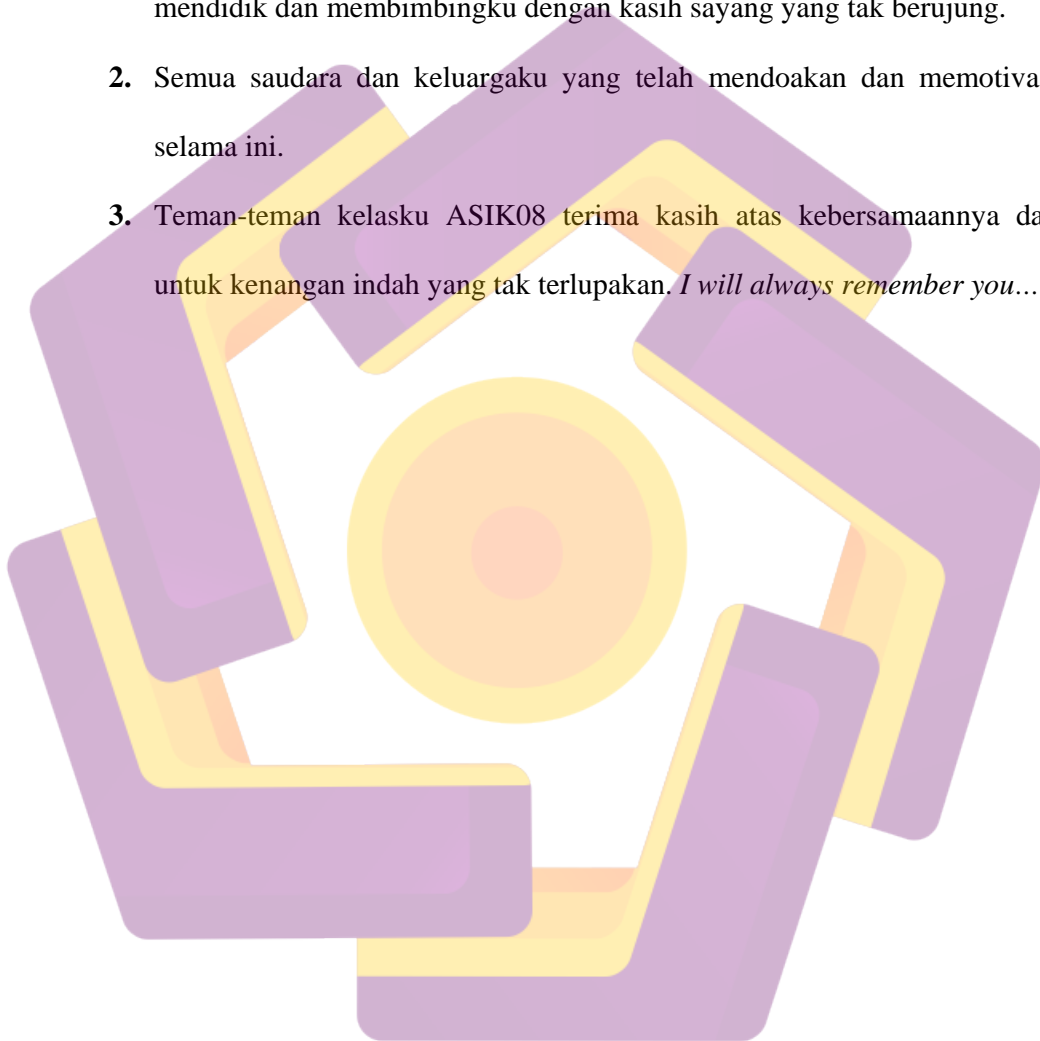 mendidik dan membimbingku dengan kasih sayang yang tak berujung.
2. Semua saudara dan keluargaku yang telah mendoakan dan memotiva
selama ini.
3. Teman-teman kelasku ASIK08 terima kasih atas kebersamaannya da
untuk kenangan indah yang tak terlupakan. I will always remember you...